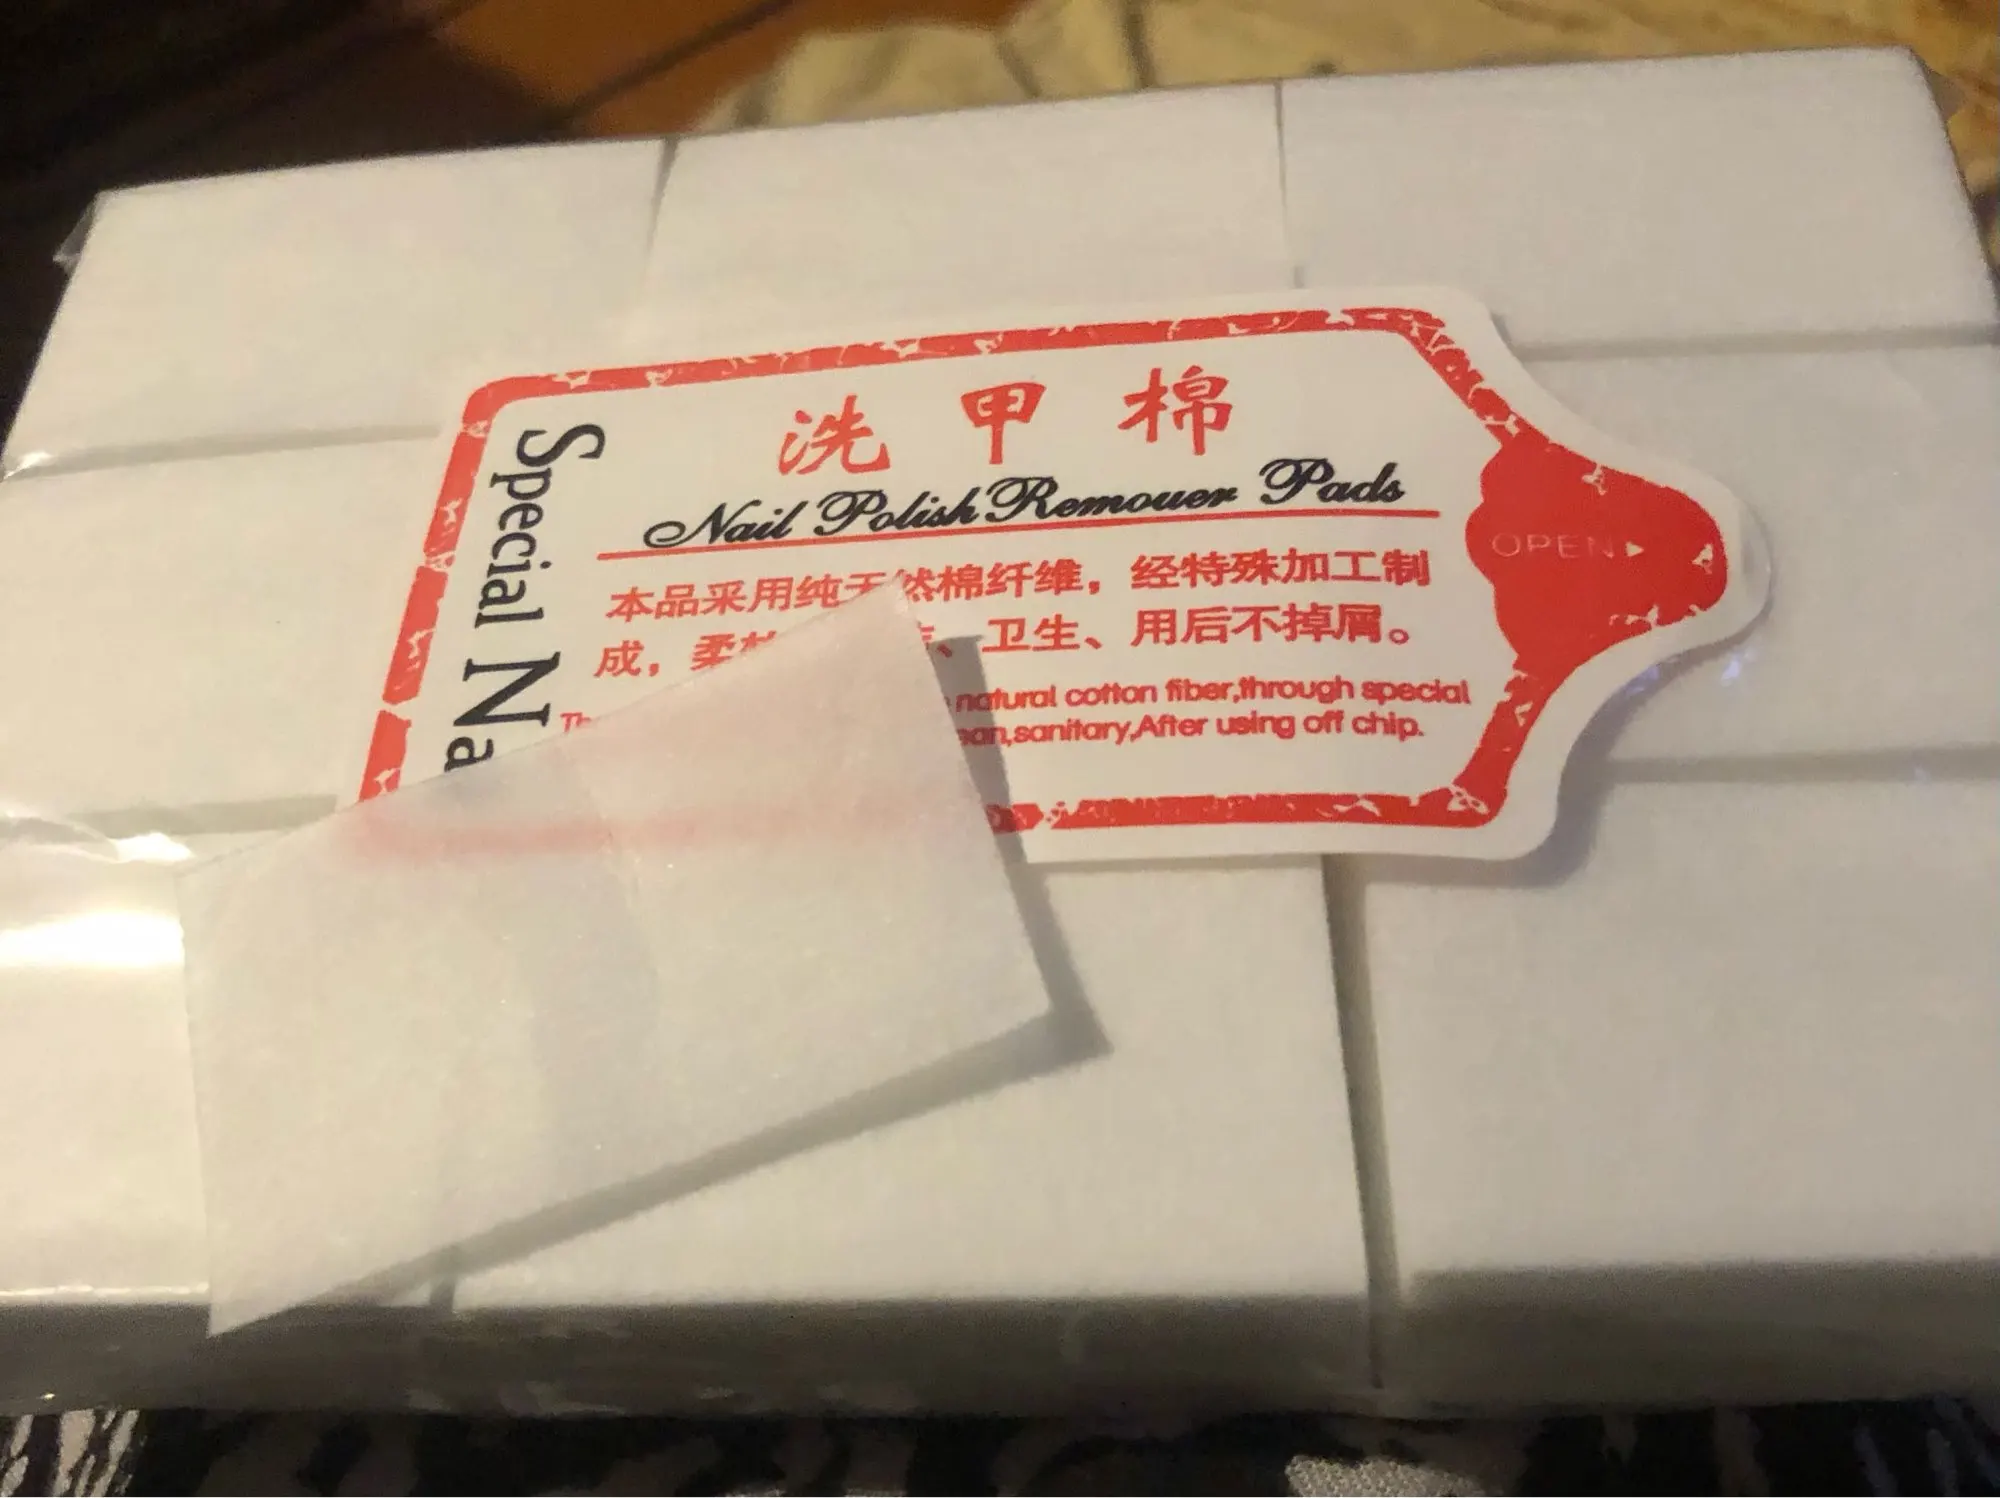 洗甲棉
Nail Polish Remouer Pads
Special Na
本品采用纯天然棉纤维，经特殊加工制
成，柔 、卫生、用后不掉屑。
natural cotton fiber,through special
,sanitary,After using off chip.
OPEN